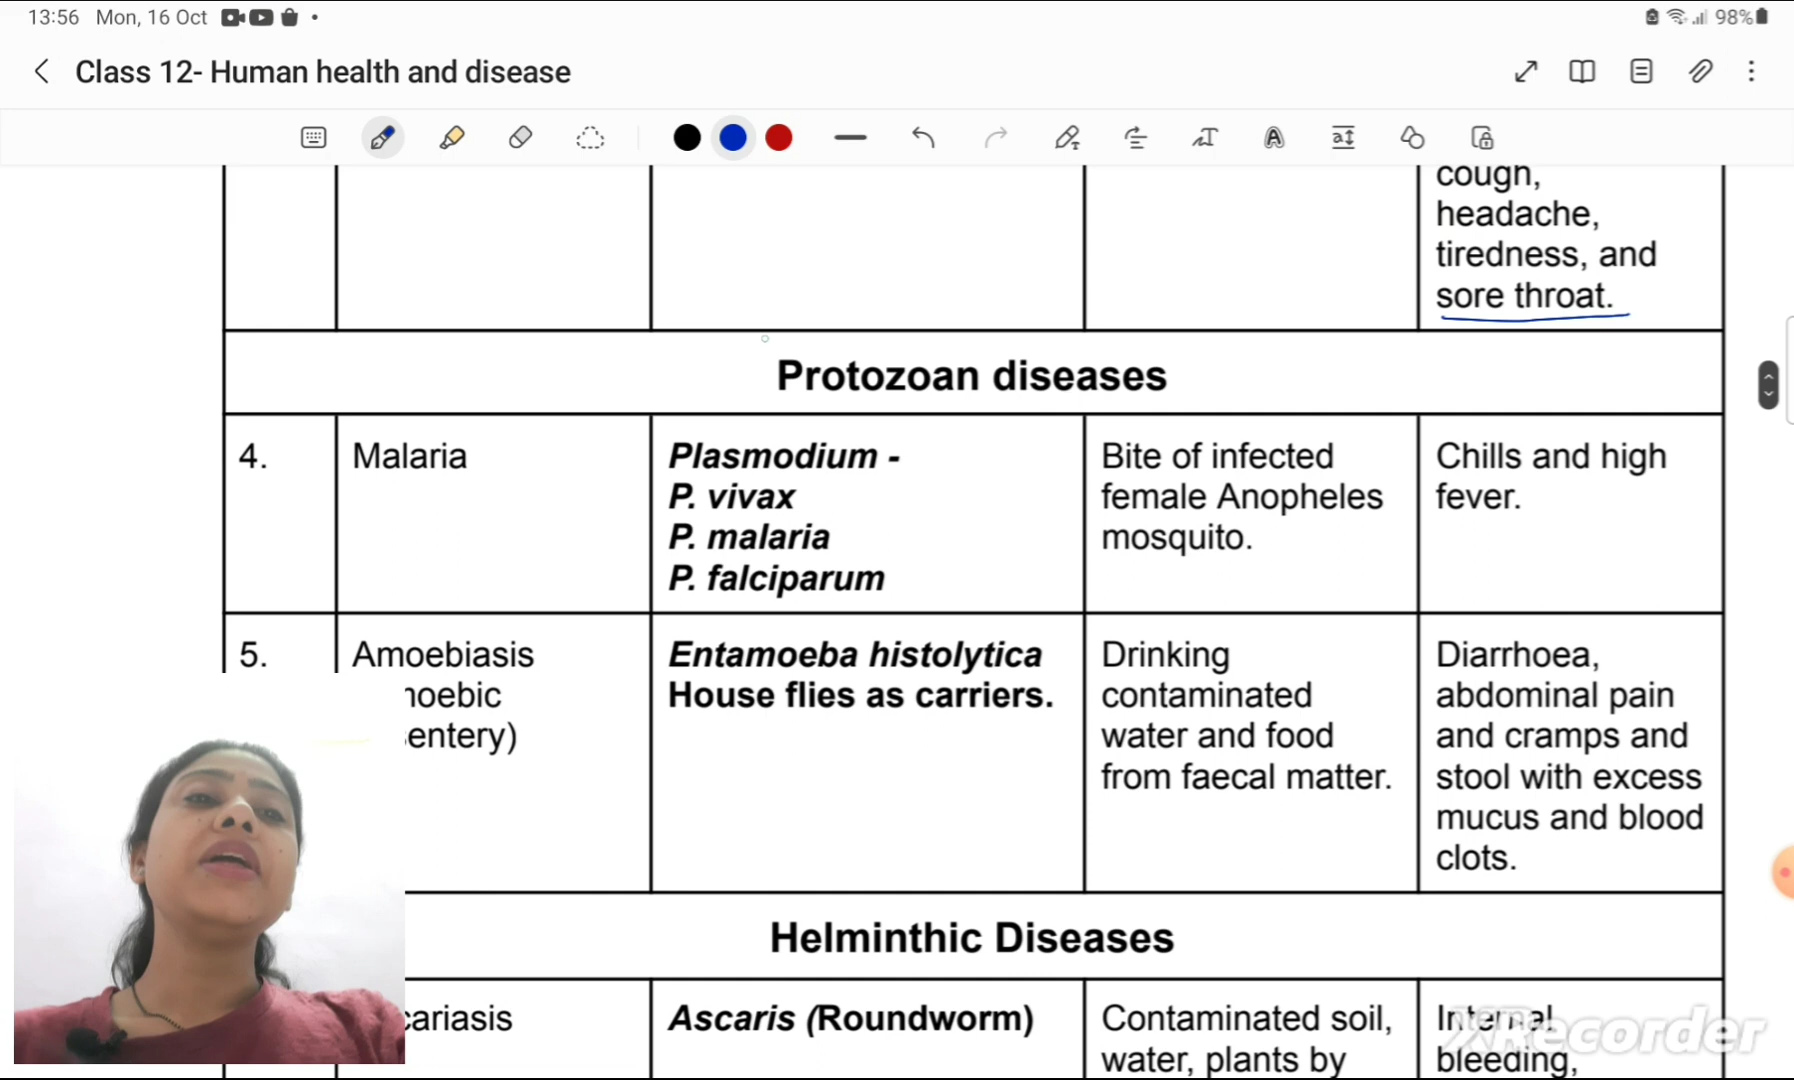 13:56 Mon, 16 Oct
98%
Class 12- Human health and disease
cough,
headache,
tiredness, and
sore throat.
Protozoan diseases
4.
Malaria
Plasmodium -
P. vivax
P. malaria
P. falciparum
Bite of infected
female Anopheles
mosquito.
Chills and high
fever.
5.
Amoebiasis
Entamoeba histolytica
House flies as carriers.
Drinking
contaminated
water and food
from faecal matter.
Diarrhoea,
abdominal pain
and cramps and
stool with excess
mucus and blood
clots.
Helminthic Diseases
Ascaris (Roundworm)
Contaminated soil,
water, plants by
Internal
bleeding,
XRecorder